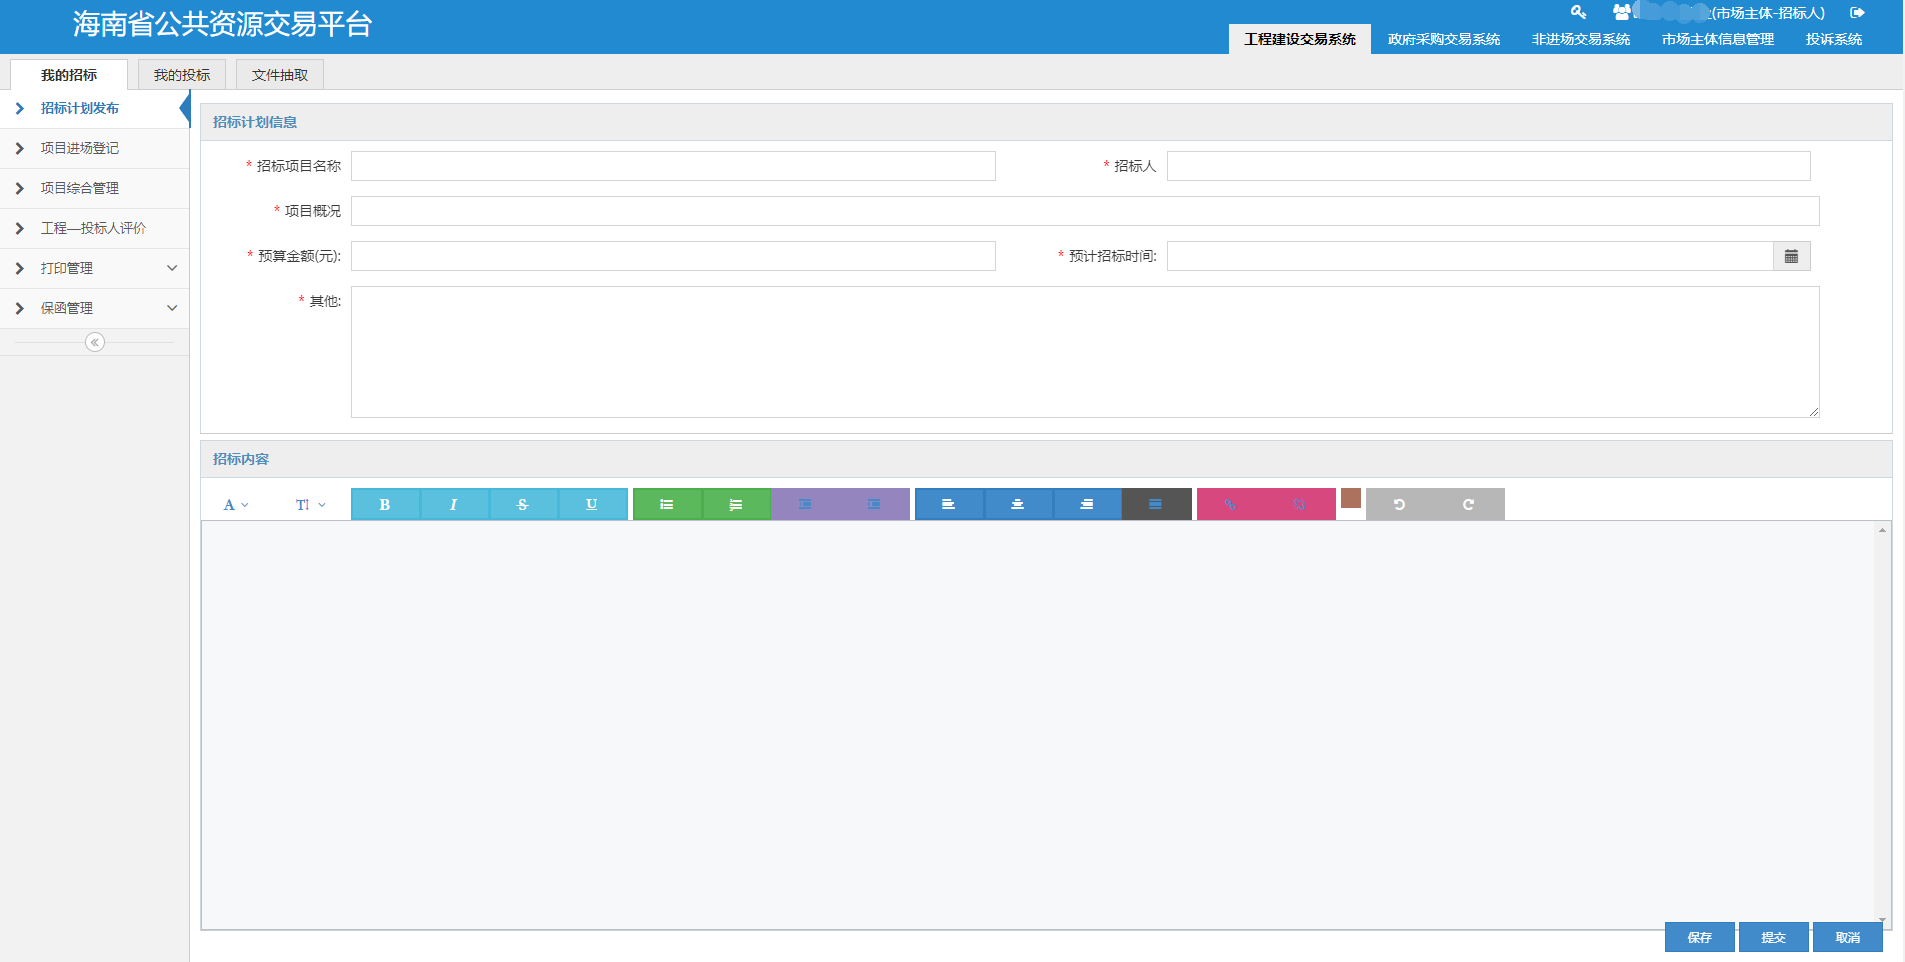 海南省公共资源交易平台
(市场主体-招标人)
工程建设交易系统 政府采购交易系统 非进场交易系统 市场主体信息管理 投诉系统
我的招标 我的投标 文件抽取
招标计划发布
项目进场登记
项目综合管理
工程—投标人评价
打印管理
保函管理
招标计划信息
* 招标项目名称
* 招标人
* 项目概况
* 预算金额(元):
* 预计招标时间:
* 其他:
招标内容
A TI B I S U
保存 提交 取消